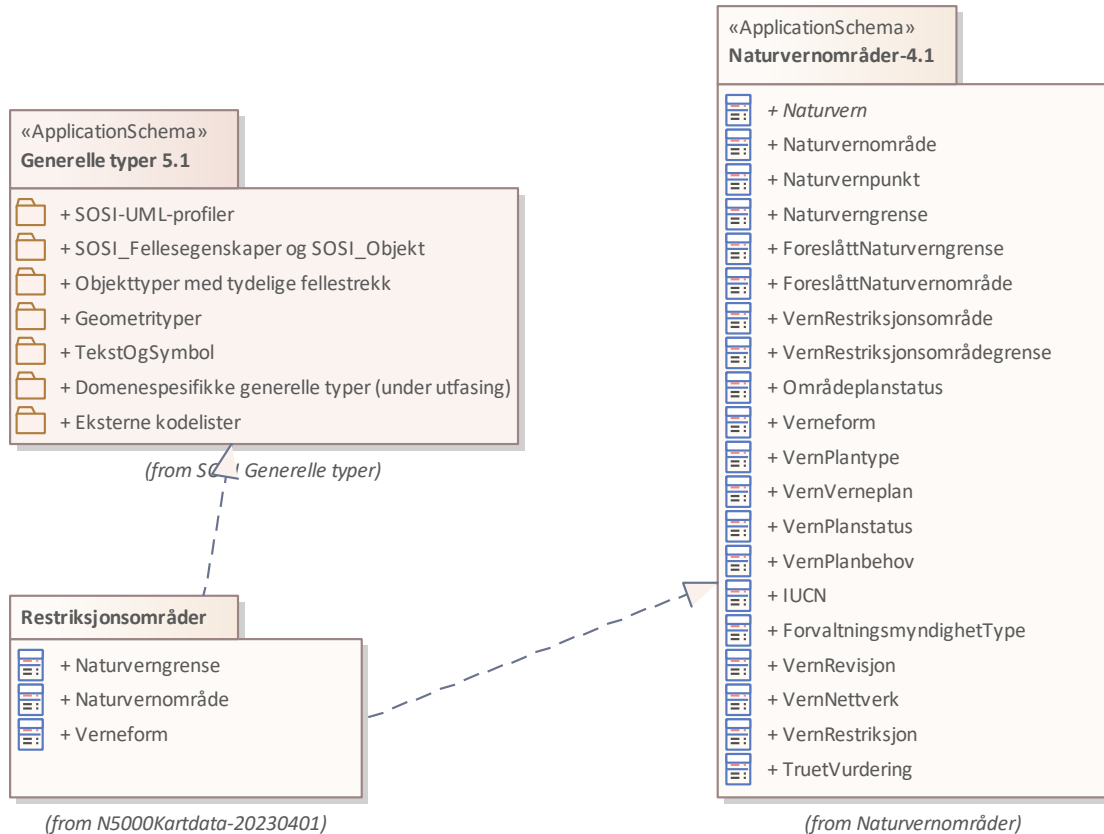 «ApplicationSchema»
Generelle typer 5.1
+ SOSI-UML-profiler
+ SOSI_Fellesegenskaper og SOSI_Objekt
+ Objekttyper med tydelige fellestrekk
+ Geometrityper
+ TekstOgSymbol
+ Domenespesifikke generelle typer (under utfasing)
+ Eksterne kodelister
(from Generelle typer)
Restriksjonsområder
+ Naturverngrense
+ Naturvernområde
+ Verneform
(from N5000Kartdata-20230401)
«ApplicationSchema»
Naturvernområder-4.1
+ Naturvern
+ Naturvernområde
+ Naturvernpunkt
+ Naturverngrense
+ ForeslåttNaturverngrense
+ ForeslåttNaturvernområde
+ VernRestriksjonsområde
+ VernRestriksjonsområdegrense
+ Områdeplanstatus
+ Verneform
+ VernPlantype
+ VernVerneplan
+ VernPlanstatus
+ VernPlanbehov
+ IUCN
+ ForvaltningsmyndighetType
+ VernRevisjon
+ VernNettverk
+ VernRestriksjon
+ TruetVurdering
(from Naturvernområder)